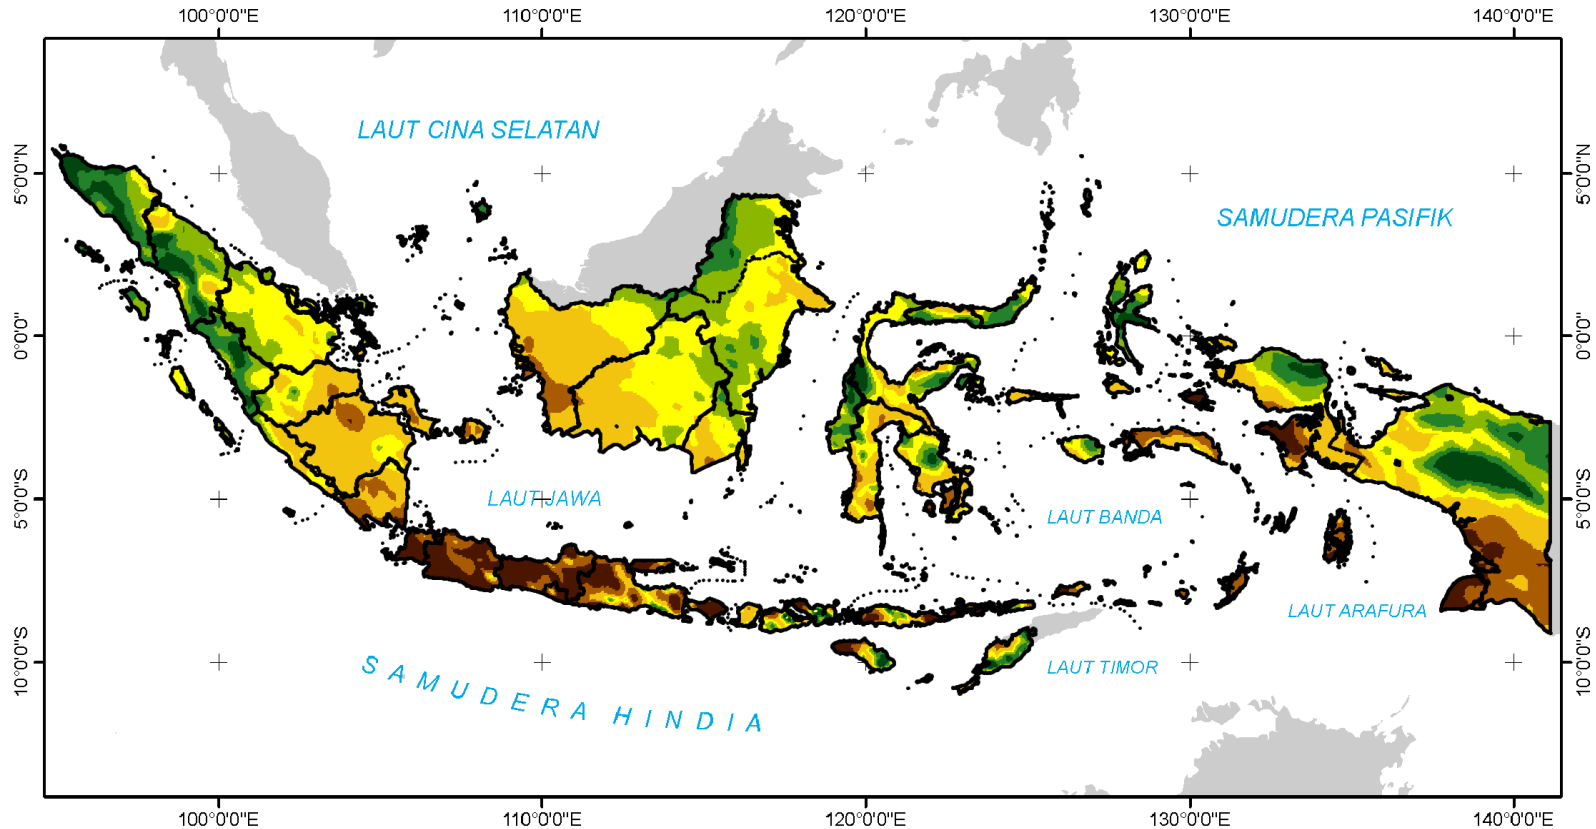 100°0'0"E 110°0'0"E 120°0'0"E 130°0'0"E 140°0'0"E
LAUT CINA SELATAN
5°0'0"N 5°0'0"N
SAMUDERA PASIFIK
0°0'0" 0°0'0"
5°0'0"S LAUT JAWA 5°0'0"S
LAUT BANDA
LAUT ARAFURA
10°0'0"S LAUT TIMOR 10°0'0"S
SAMUDERA HINDIA
100°0'0"E 110°0'0"E 120°0'0"E 130°0'0"E 140°0'0"E